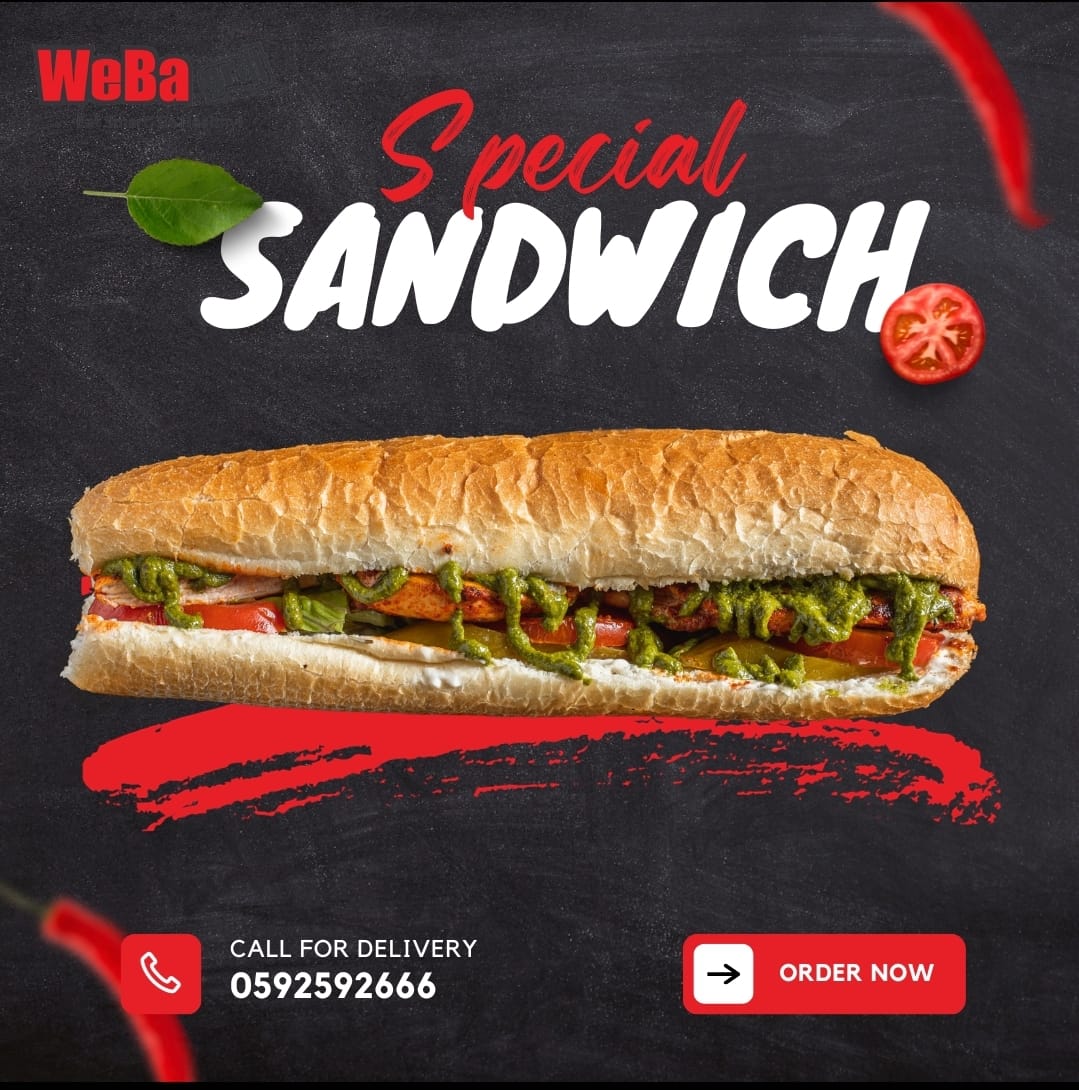 WeBa
Special
SANDWICH
CALL FOR DELIVERY
0592592666
ORDER NOW